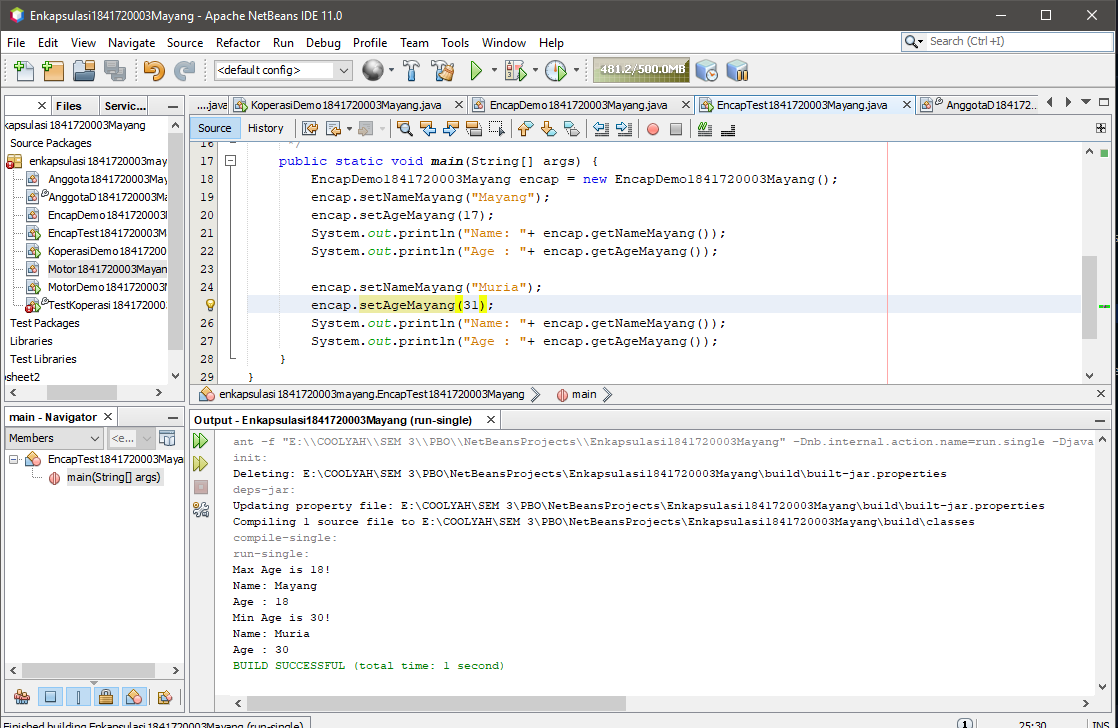 Enkapsulasi1841720003Mayang - Apache NetBeans IDE 11.0
File Edit View Navigate Source Refactor Run Debug Profile Team Tools Window Help
Search (Ctrl+I)
<default config>
481.2/500.0MB
Files Servic...
...java KoperasiDemo1841720003Mayang.java EncapDemo1841720003Mayang.java EncapTest1841720003Mayang.java AnggotaD184172...
Source History
kapsulasi1841720003Mayang
Source Packages
enkapsulasi1841720003may
Anggota1841720003May
AnggotaD1841720003Ma
EncapDemo1841720003
EncapTest1841720003M
KoperasiDemo1841720
Motor1841720003Mayan
MotorDemo1841720003
TestKoperasi1841720
Test Packages
Libraries
Test Libraries
osheet2
16 */
17 public static void main(String[] args) {
18 EncapDemo1841720003Mayang encap = new EncapDemo1841720003Mayang();
19 encap.setNameMayang("Mayang");
20 encap.setAgeMayang(17);
21 System.out.println("Name: "+ encap.getNameMayang());
22 System.out.println("Age : "+ encap.getAgeMayang());
23
24 encap.setNameMayang("Muria");
encap.setAgeMayang(31);
26 System.out.println("Name: "+ encap.getNameMayang());
27 System.out.println("Age : "+ encap.getAgeMayang());
28 }
29 }
enkapsulasi1841720003mayang.EncapTest1841720003Mayang main
main - Navigator
Members <e...
EncapTest1841720003Maya
main(String[] args)
Output - Enkapsulasi1841720003Mayang (run-single)
ant -f "E:\\COOLYAH\\SEM 3\\PBO\\NetBeansProjects\\Enkapsulasi1841720003Mayang" -Dnb.internal.action.name=run.single -Djava
init:
Deleting: E:\COOLYAH\SEM 3\PBO\NetBeansProjects\Enkapsulasi1841720003Mayang\build\built-jar.properties
deps-jar:
Updating property file: E:\COOLYAH\SEM 3\PBO\NetBeansProjects\Enkapsulasi1841720003Mayang\build\built-jar.properties
Compiling 1 source file to E:\COOLYAH\SEM 3\PBO\NetBeansProjects\Enkapsulasi1841720003Mayang\build\classes
compile-single:
run-single:
Max Age is 18!
Name: Mayang
Age : 18
Min Age is 30!
Name: Muria
Age : 30
BUILD SUCCESSFUL (total time: 1 second)
Finished building Enkapsulasi1841720003Mayang (run-single).
1 25:30 INS